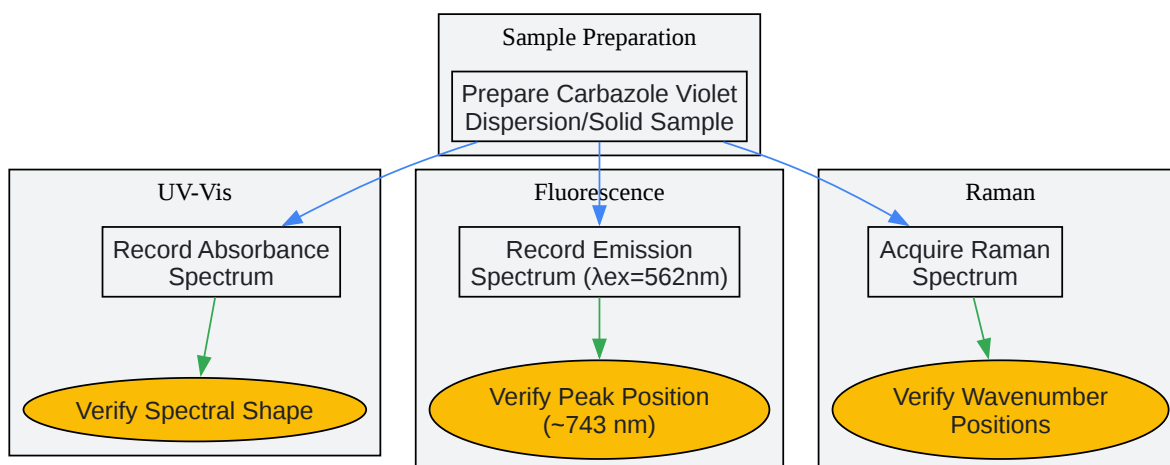 Sample Preparation
Prepare Carbazole Violet
Dispersion/Solid Sample
UV-Vis
Record Absorbance
Spectrum
Verify Spectral Shape
Fluorescence
Record Emission
Spectrum (λex=562nm)
Verify Peak Position
(~743 nm)
Raman
Acquire Raman
Spectrum
Verify Wavenumber
Positions